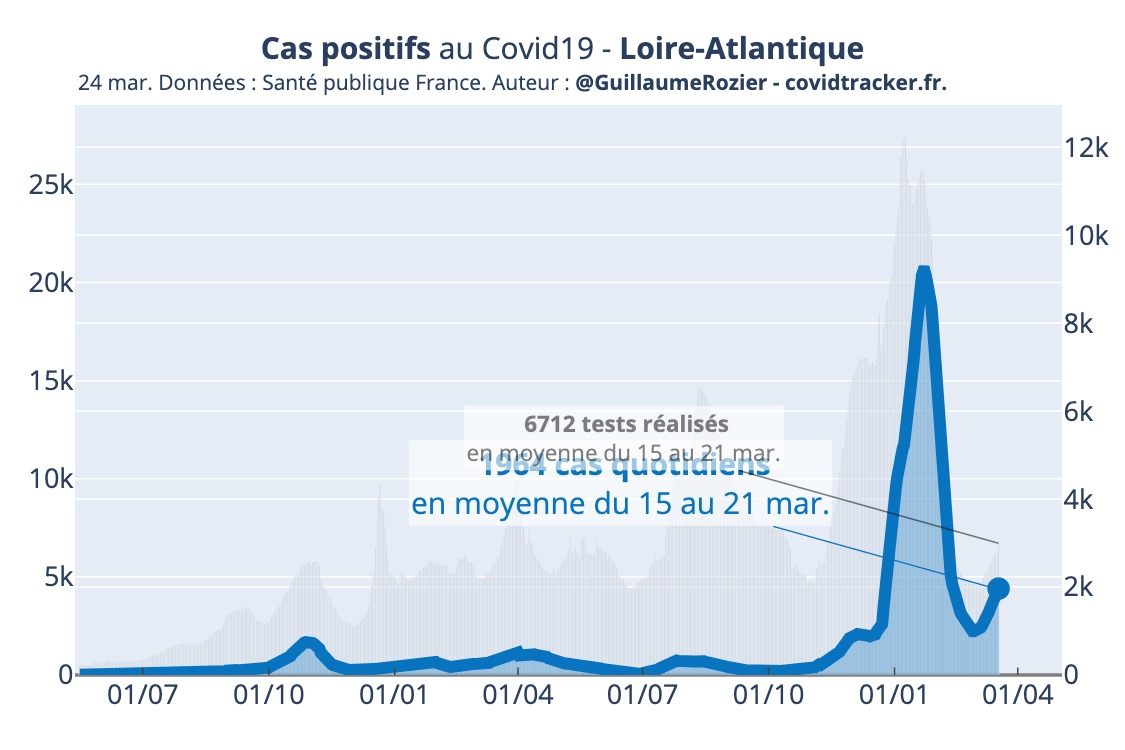 Cas positifs au Covid19 - Loire-Atlantique
24 mar. Données : Santé publique France. Auteur : @GuillaumeRozier - covidtracker.fr.
12k
25k
10k
20k
8k
15k
6k
6712 tests réalisés
en moyenne du 15 au 21 mar.
1964 cas quotidiens
10k
4k
en moyenne du 15 au 21 mar.
5k
2k
0
0
01/07 01/10 01/01 01/04 01/07 01/10 01/01 01/04